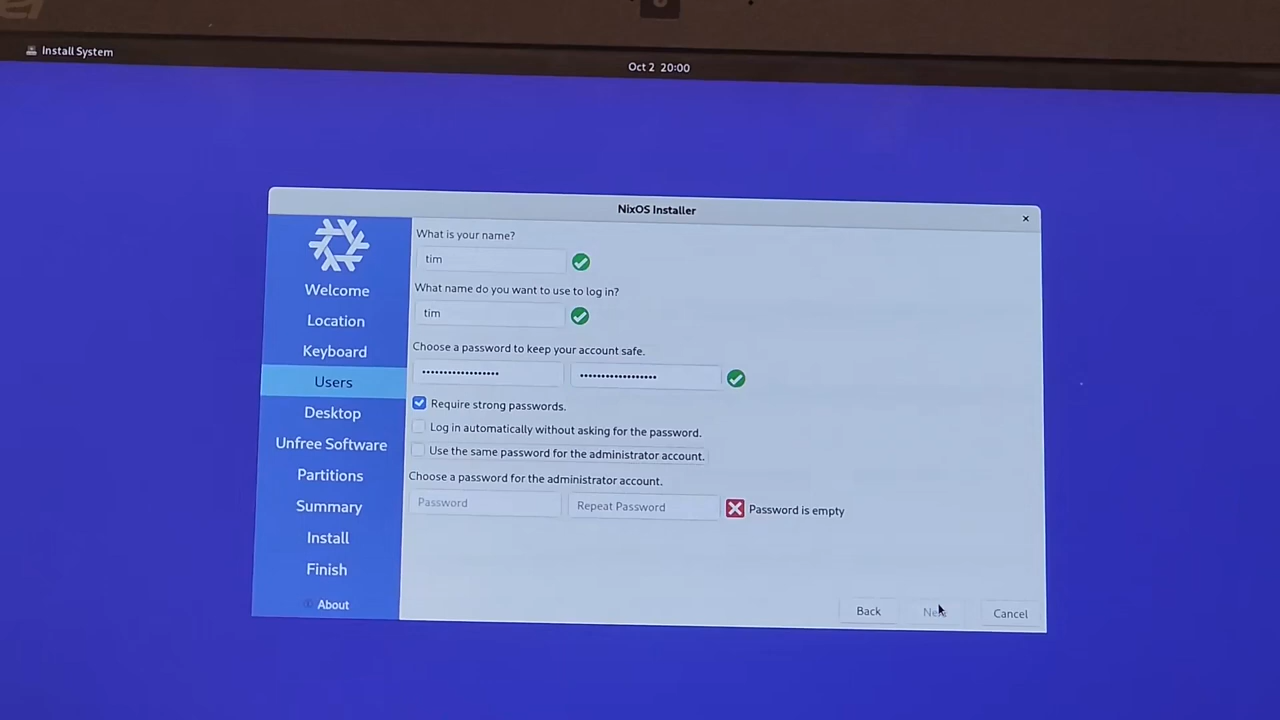 Install System
Oct 2 20:00
NixOS Installer
What is your name?
tim
What name do you want to use to log in?
tim
Choose a password to keep your account safe.
•••••••••••••••••• ••••••••••••••••••
Require strong passwords.
Log in automatically without asking for the password.
Use the same password for the administrator account.
Choose a password for the administrator account.
Password Repeat Password Password is empty
Welcome
Location
Keyboard
Users
Desktop
Unfree Software
Partitions
Summary
Install
Finish
About
Back Next Cancel